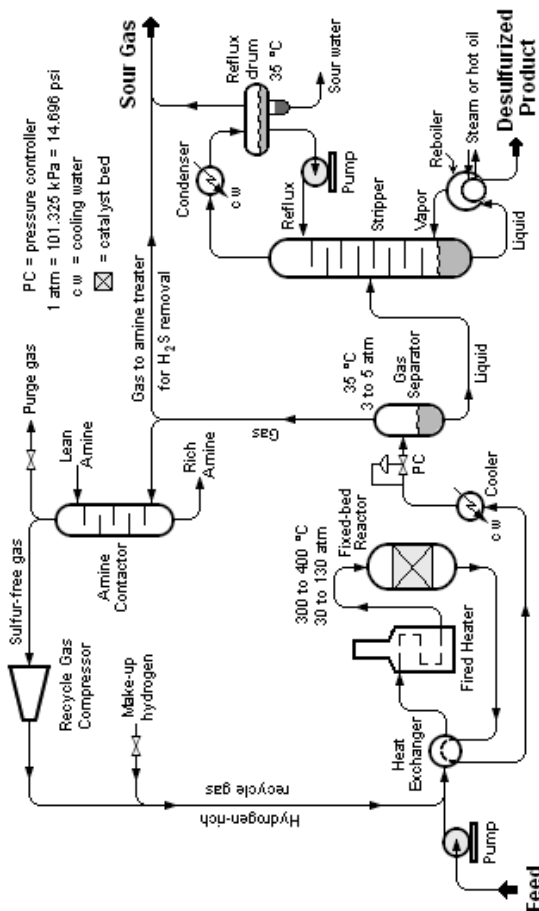 PC = pressure controller
1 atm = 101.325 kPa = 14.696 psi
c w = cooling water
= catalyst bed
Purge gas
Sulfur-free gas
Lean
Amine
Amine
Contactor
Rich
Amine
Recycle Gas
Compressor
Make-up
hydrogen
Hydrogen-rich
recycle gas
Gas to amine treater
for H₂S removal
Sour Gas
Gas
Condenser
c w
Reflux
drum
35 °C
Sour water
Reflux
Pump
Stripper
Vapor
Reboiler
Steam or hot oil
Liquid
Desulfurized
Product
35 °C
3 to 5 atm
Gas
Separator
Liquid
PC
Cooler
c w
300 to 400 °C
30 to 130 atm
Fixed-bed
Reactor
Fired Heater
Heat
Exchanger
Pump
Feed